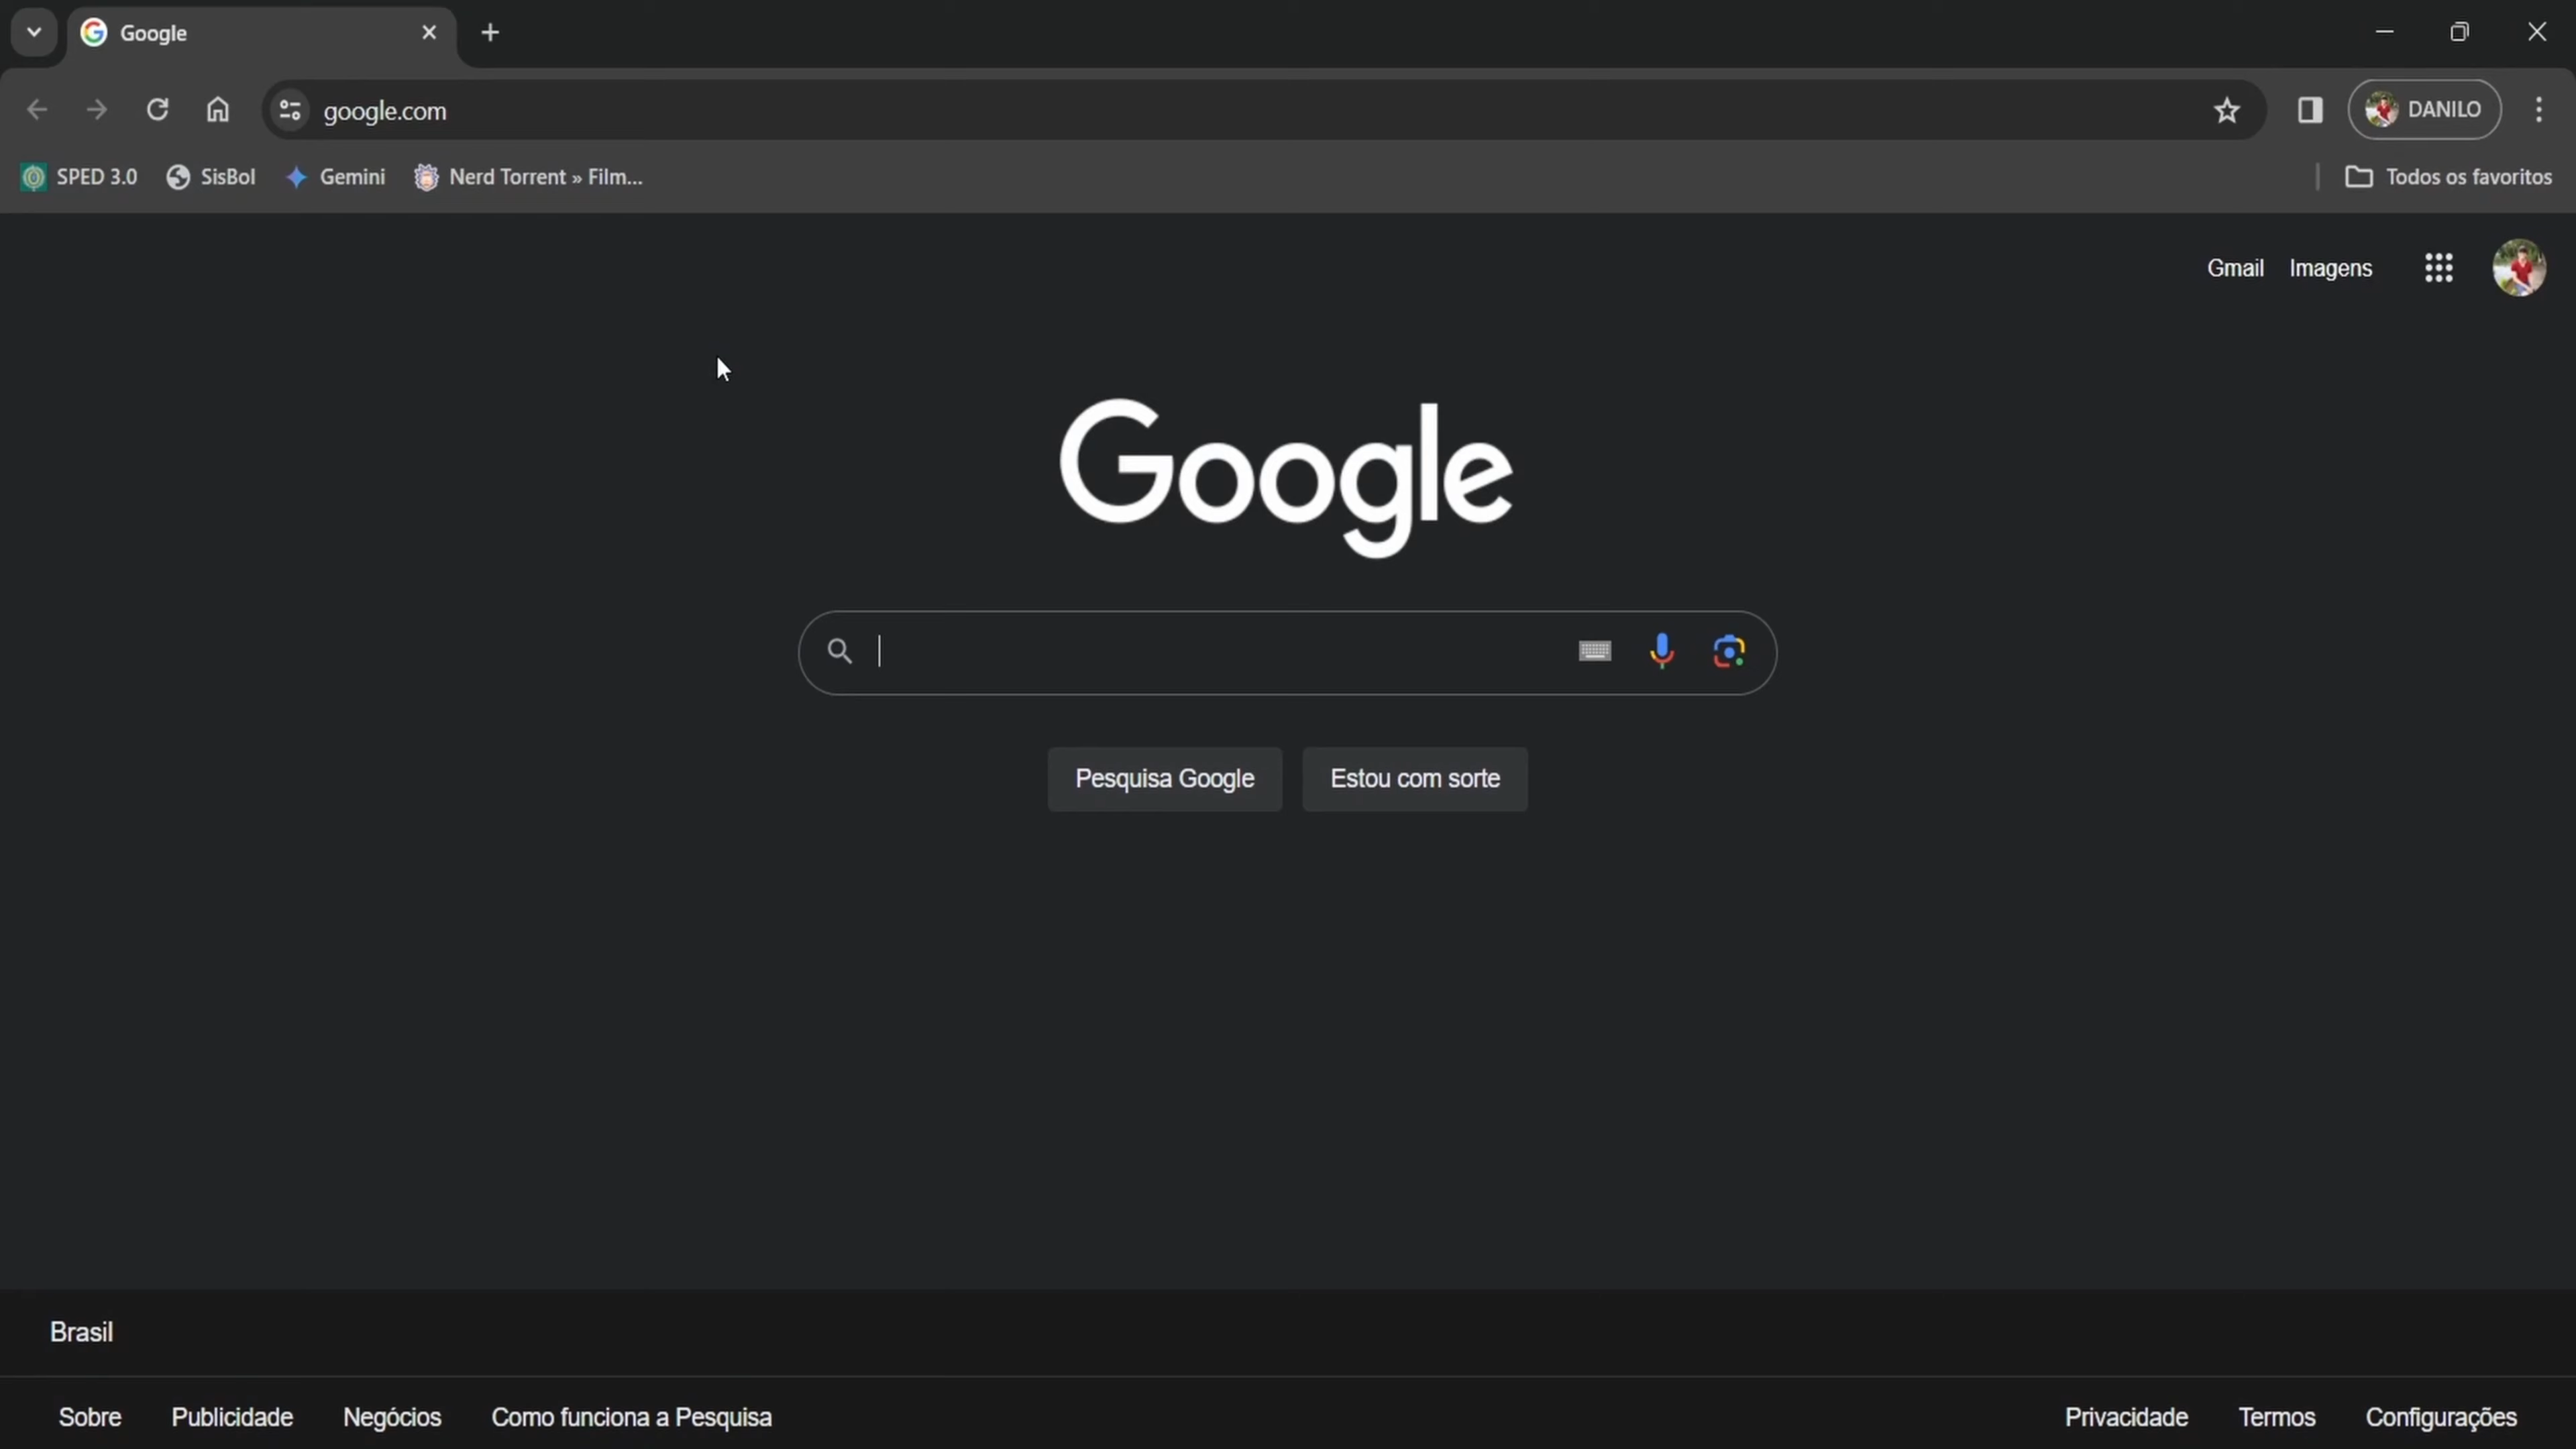 Google
google.com
DANILO
SPED 3.0 SisBol Gemini Nerd Torrent » Film... Todos os favoritos
Gmail Imagens
Google
Pesquisa Google Estou com sorte
Brasil
Sobre Publicidade Negócios Como funciona a Pesquisa Privacidade Termos Configurações